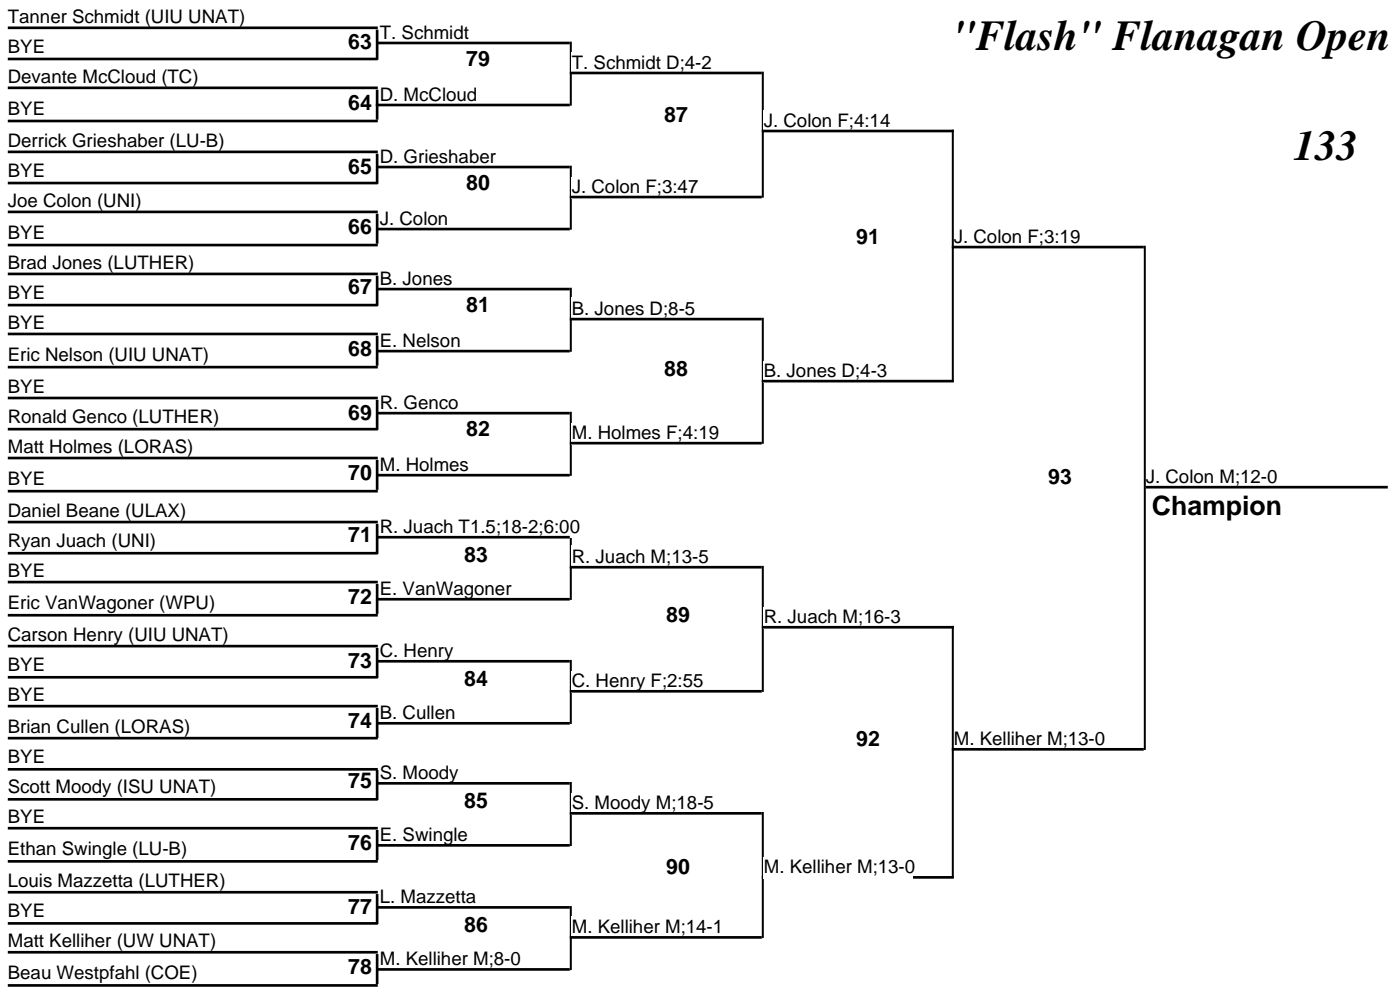 "Flash" Flanagan Open
133
Tanner Schmidt (UIU UNAT)
BYE
Devante McCloud (TC)
BYE
Derrick Grieshaber (LU-B)
BYE
Joe Colon (UNI)
BYE
Brad Jones (LUTHER)
BYE
BYE
Eric Nelson (UIU UNAT)
BYE
Ronald Genco (LUTHER)
Matt Holmes (LORAS)
BYE
Daniel Beane (ULAX)
Ryan Juach (UNI)
BYE
Eric VanWagoner (WPU)
Carson Henry (UIU UNAT)
BYE
BYE
Brian Cullen (LORAS)
BYE
Scott Moody (ISU UNAT)
BYE
Ethan Swingle (LU-B)
Louis Mazzetta (LUTHER)
BYE
Matt Kelliher (UW UNAT)
Beau Westpfahl (COE)
63 T. Schmidt
64 D. McCloud
65 D. Grieshaber
66 J. Colon
67 B. Jones
68 E. Nelson
69 R. Genco
70 M. Holmes
71 R. Juach T1.5;18-2;6:00
72 E. VanWagoner
73 C. Henry
74 B. Cullen
75 S. Moody
76 E. Swingle
77 L. Mazzetta
78 M. Kelliher M;8-0
79
T. Schmidt D;4-2
80
J. Colon F;3:47
81
B. Jones D;8-5
82
M. Holmes F;4:19
83
R. Juach M;13-5
84
C. Henry F;2:55
85
S. Moody M;18-5
86
M. Kelliher M;14-1
87
J. Colon F;4:14
88
B. Jones D;4-3
89
R. Juach M;16-3
90
M. Kelliher M;13-0
91
J. Colon F;3:19
92
M. Kelliher M;13-0
93
J. Colon M;12-0
Champion